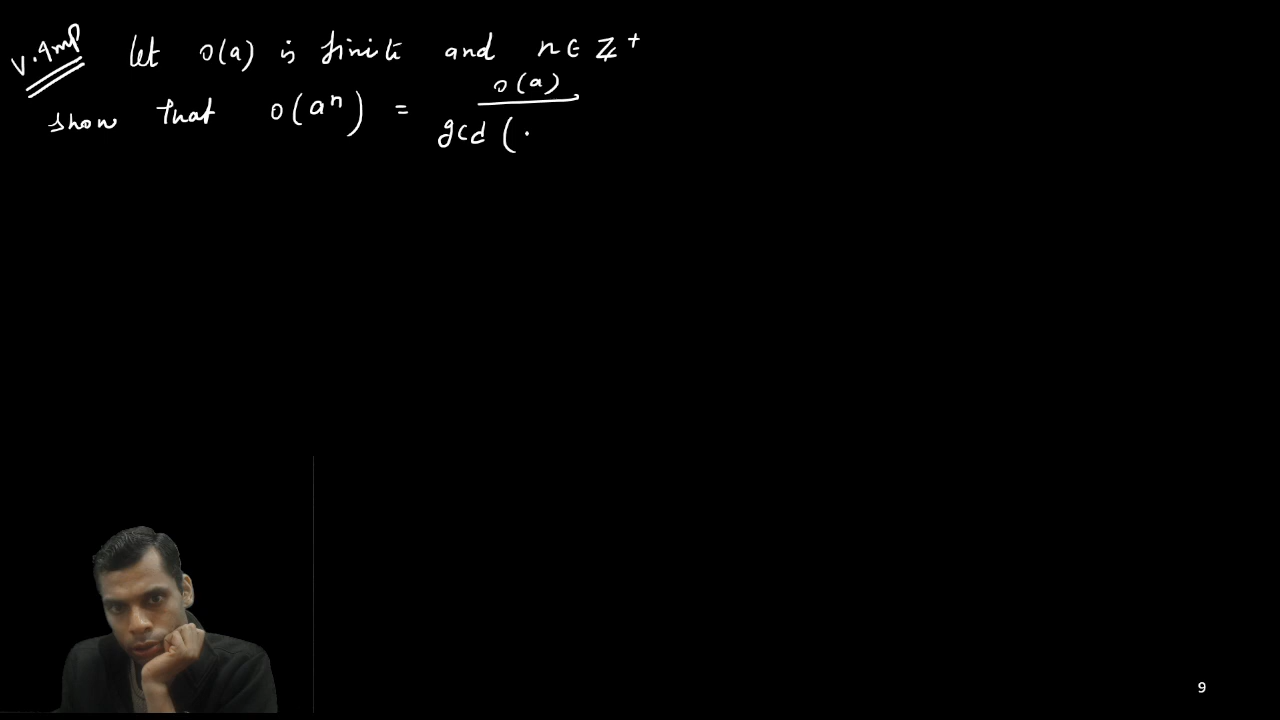 V. Imp Let o(a) is finite and n ∈ Z⁺
show that o(aⁿ) = o(a) / gcd (
9